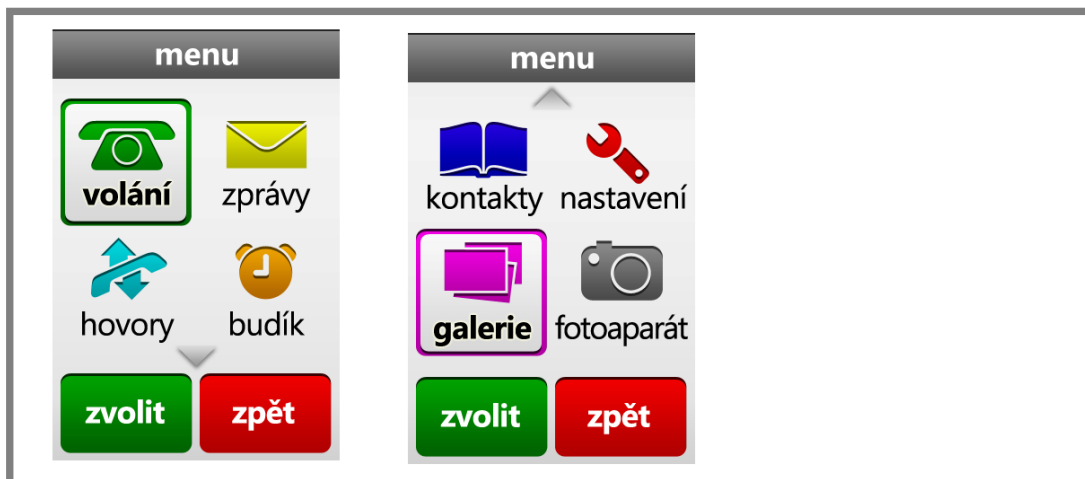 menu
volání zprávy
hovory budík
zvolit zpět
menu
kontakty nastavení
galerie fotoaparát
zvolit zpět